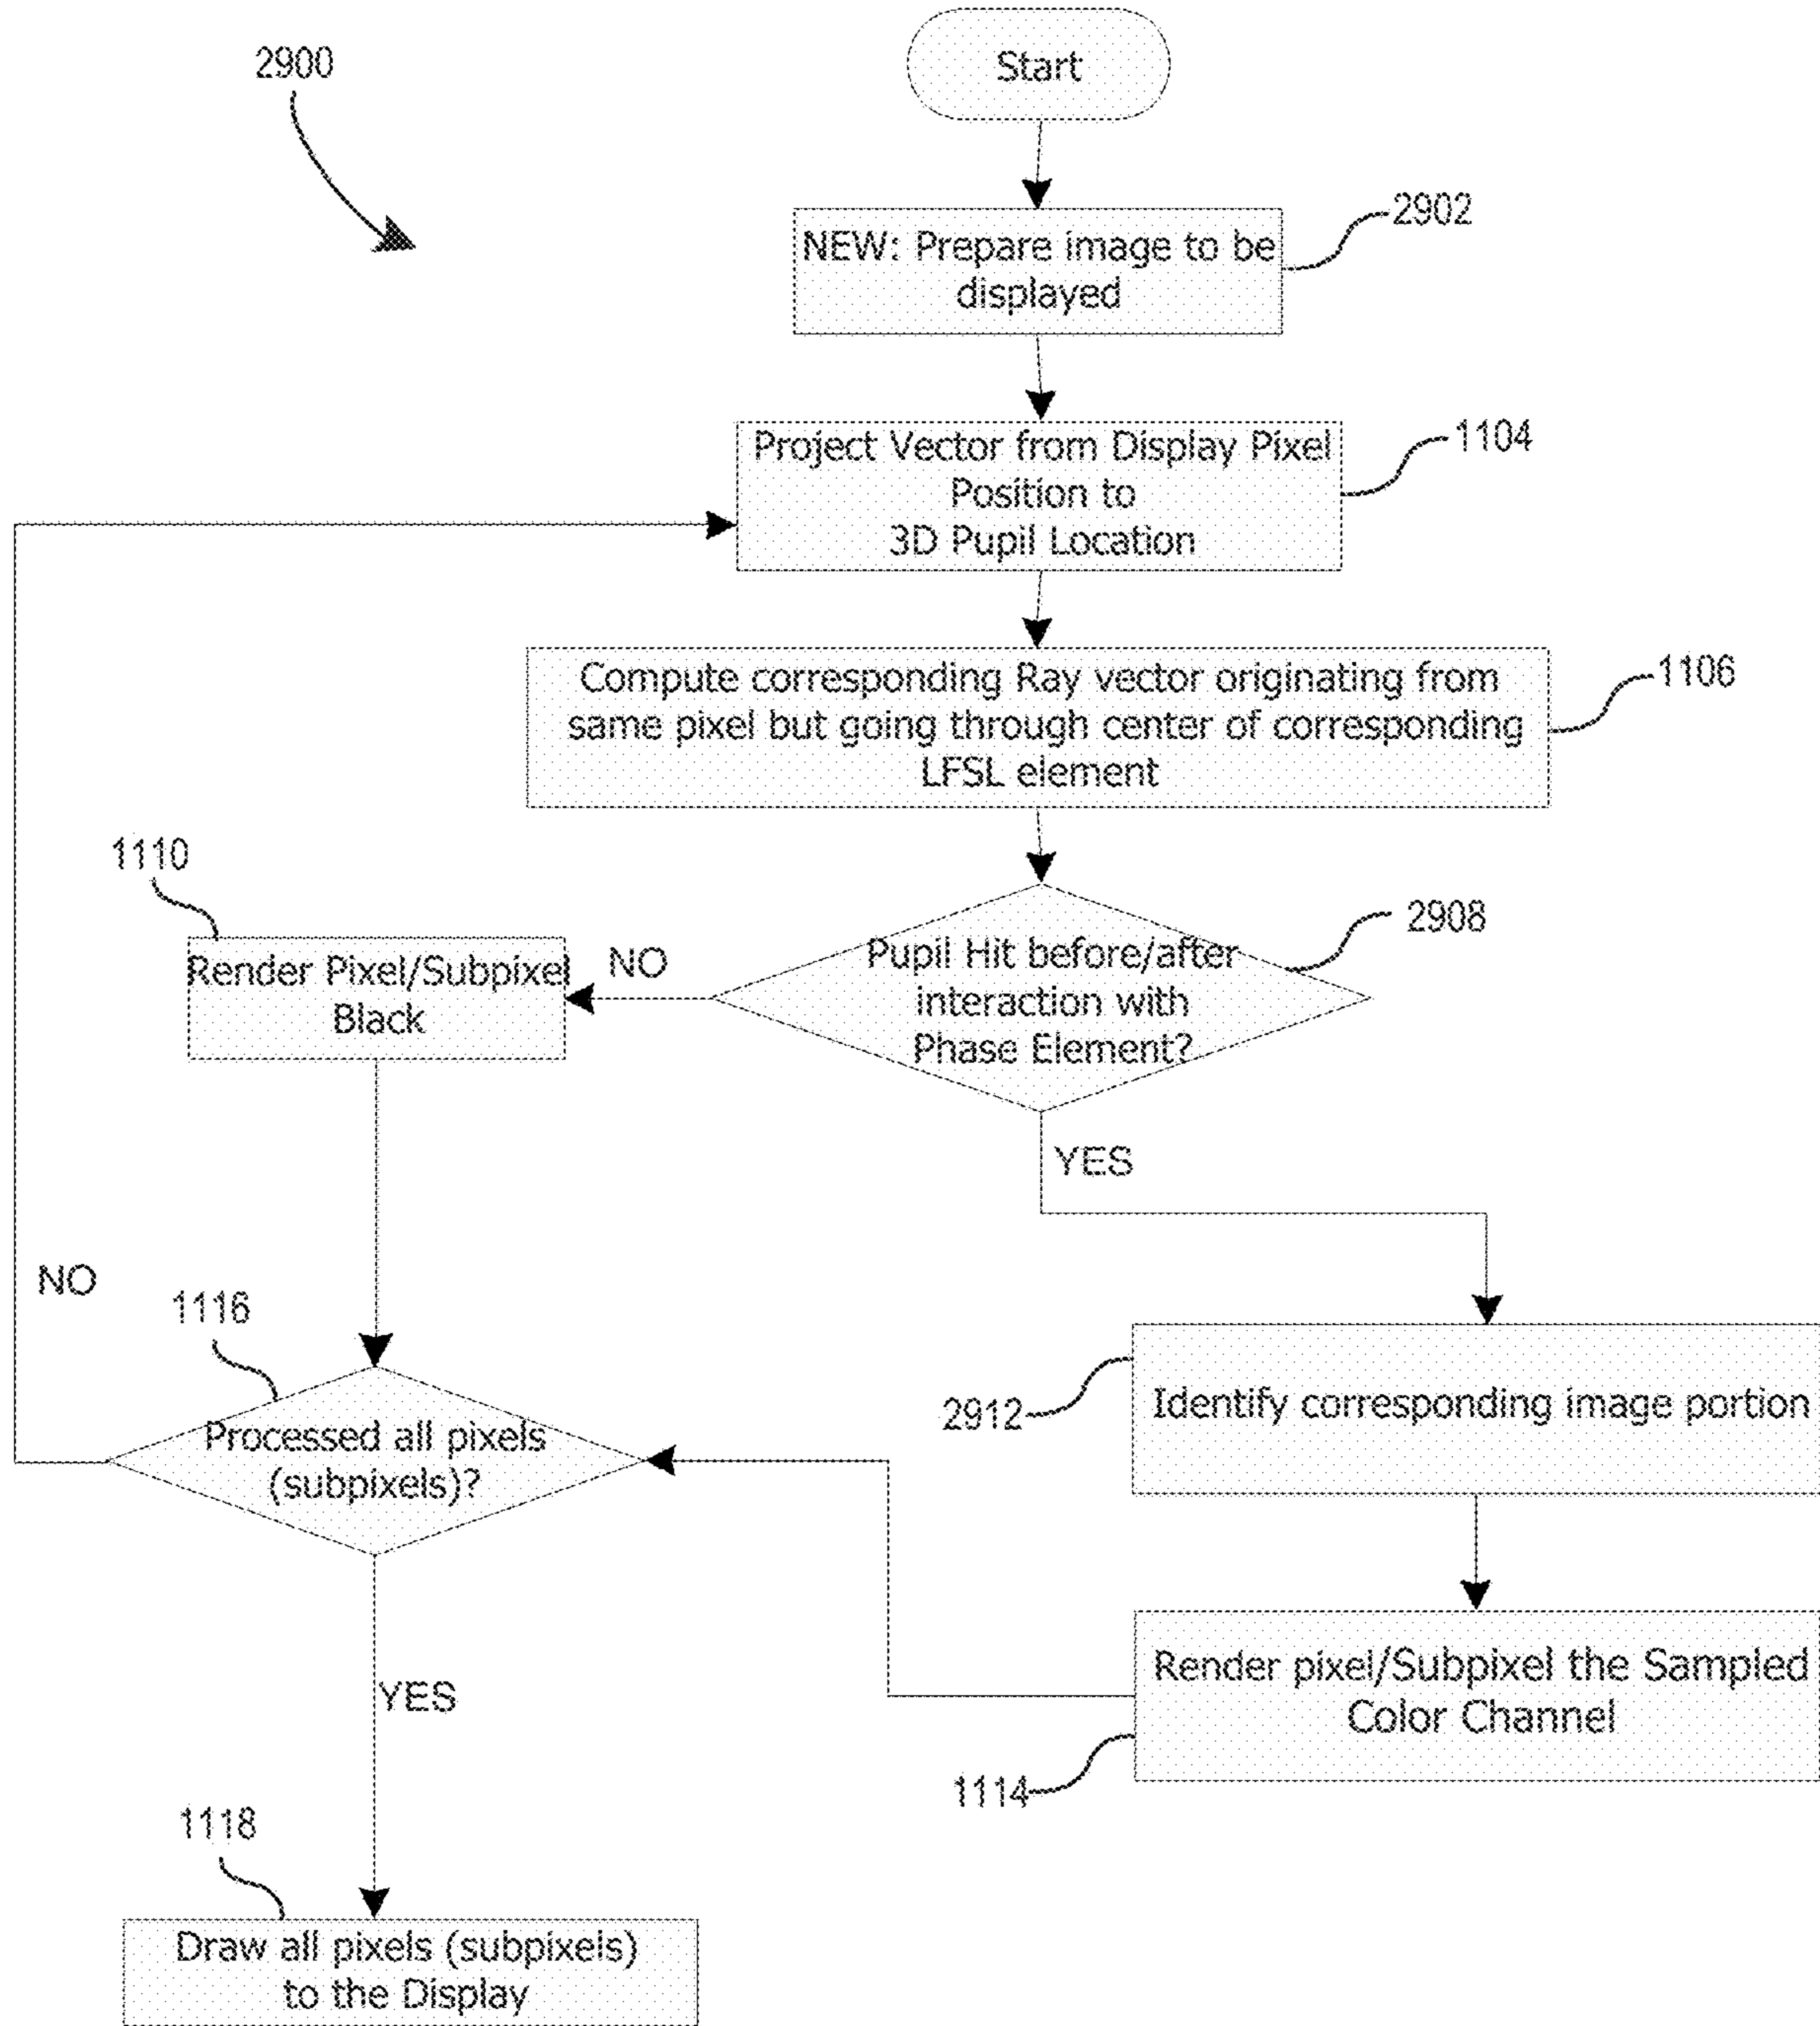 2900
Start
2902
NEW: Prepare image to be
displayed
1104
Project Vector from Display Pixel
Position to
3D Pupil Location
1106
Compute corresponding Ray vector originating from
same pixel but going through center of corresponding
LFSL element
1110
Render Pixel/Subpixel
Black
NO
2908
Pupil Hit before/after
interaction with
Phase Element?
YES
NO
1116
Processed all pixels
(subpixels)?
2912
Identify corresponding image portion
Render pixel/Subpixel the Sampled
Color Channel
1114
YES
1118
Draw all pixels (subpixels)
to the Display